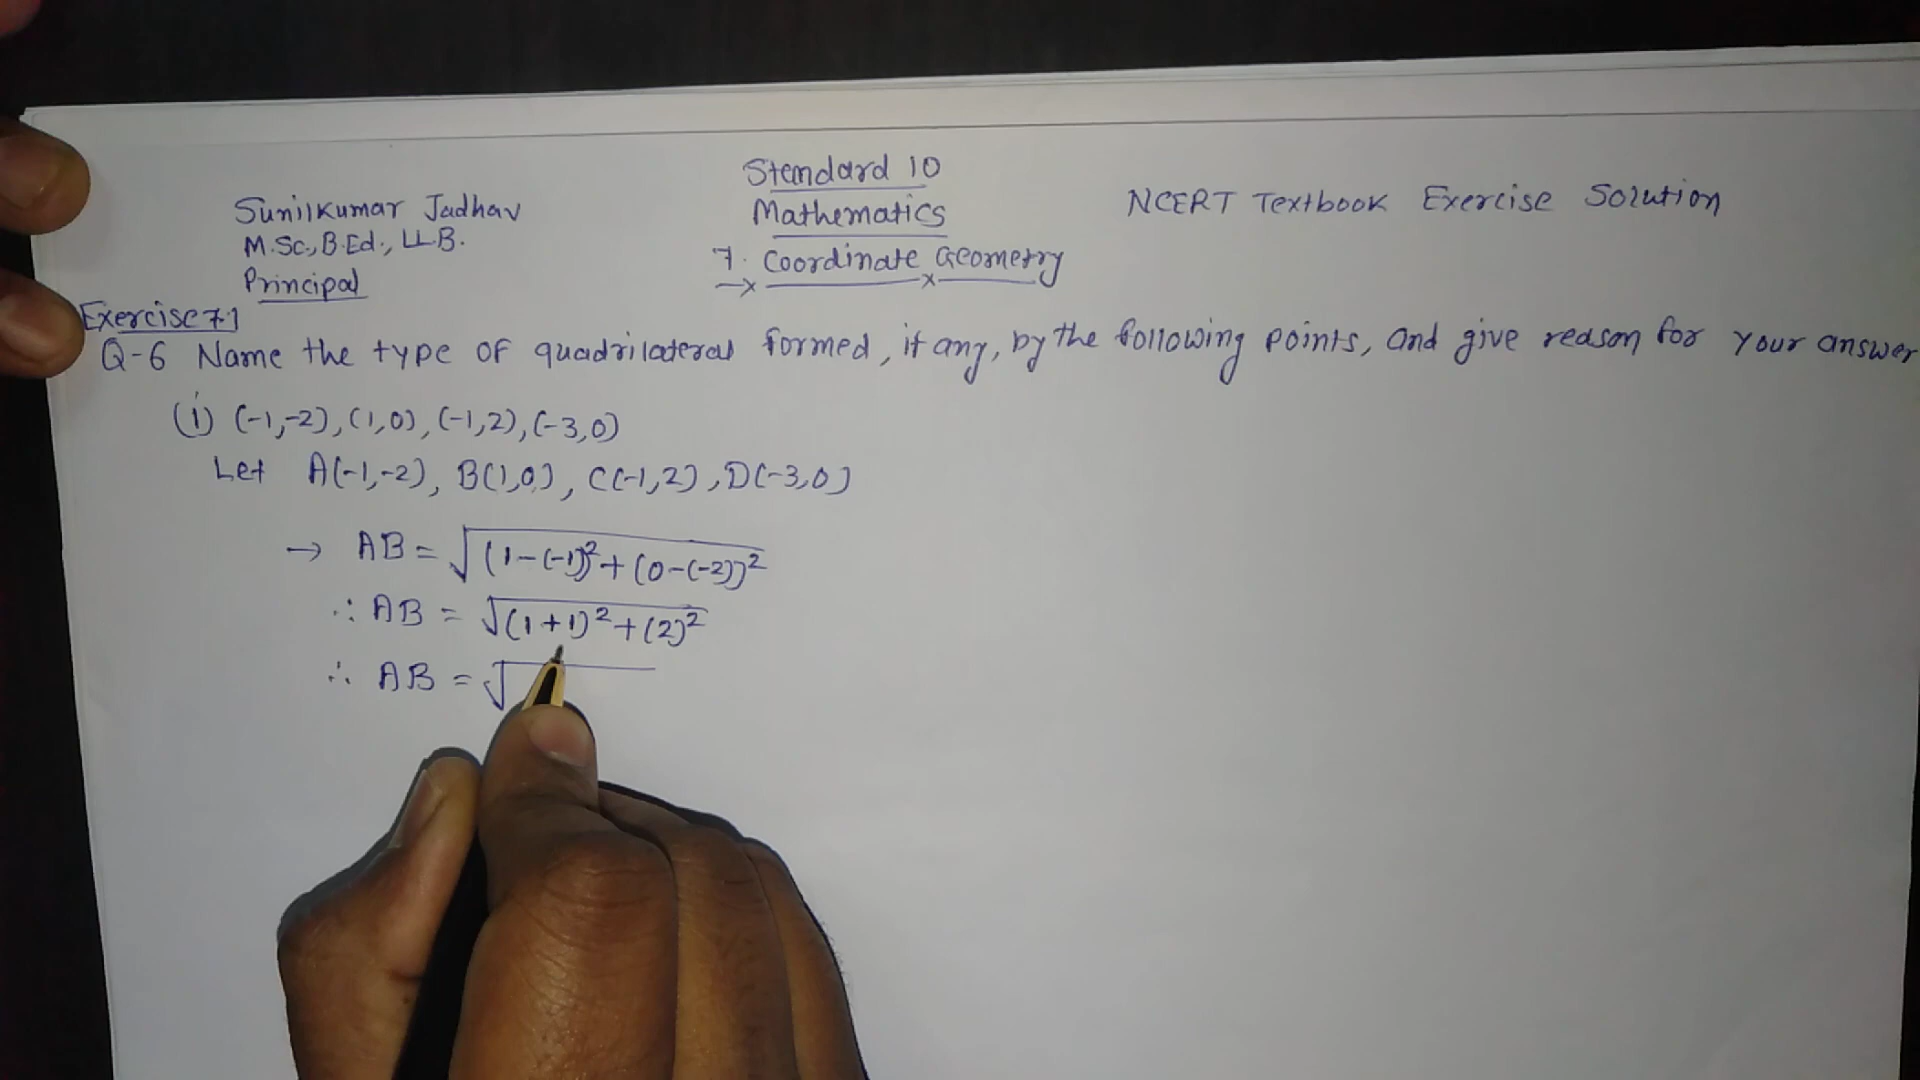 Stendard 10
Sunilkumar Jadhav
Mathematics
NCERT Textbook Exercise Solution
M.Sc., B.Ed., LL.B.
7. Coordinate Geometry
Principal
Exercise 7.1
Q-6 Name the type of quadrilateral formed, if any, by the following points, and give reason for your answer
(i) (-1,-2), (1,0), (-1,2), (-3,0)
Let A(-1,-2), B(1,0), C(-1,2), D(-3,0)
→ AB = √(1-(-1))²+(0-(-2))²
∴ AB = √(1+1)²+(2)²
∴ AB = √